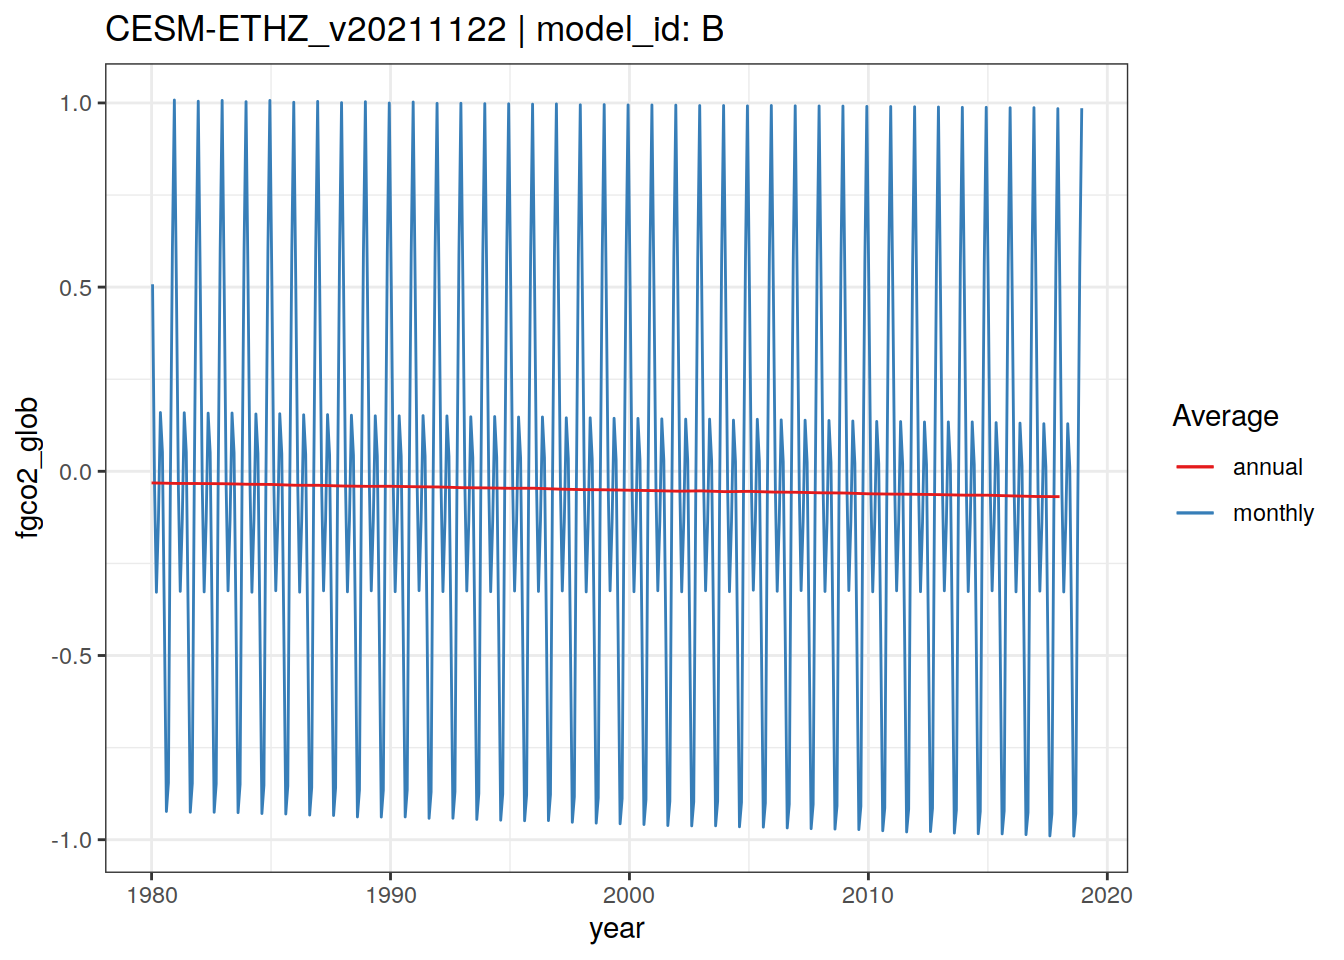 CESM-ETHZ_v20211122 | model_id: B
fgco2_glob
1.0
0.5
0.0
-0.5
-1.0
1980
1990
2000
2010
2020
year
Average
annual
monthly